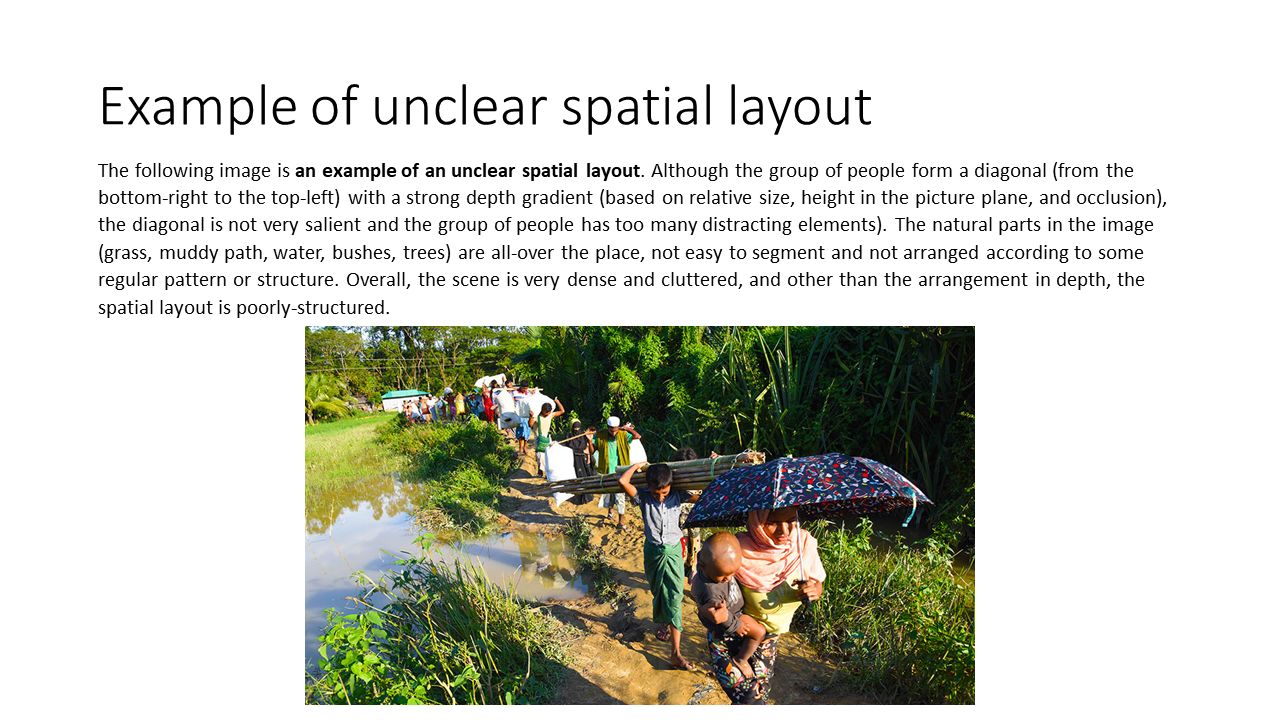 Example of unclear spatial layout
The following image is an example of an unclear spatial layout. Although the group of people form a diagonal (from the
bottom-right to the top-left) with a strong depth gradient (based on relative size, height in the picture plane, and occlusion),
the diagonal is not very salient and the group of people has too many distracting elements). The natural parts in the image
(grass, muddy path, water, bushes, trees) are all-over the place, not easy to segment and not arranged according to some
regular pattern or structure. Overall, the scene is very dense and cluttered, and other than the arrangement in depth, the
spatial layout is poorly-structured.